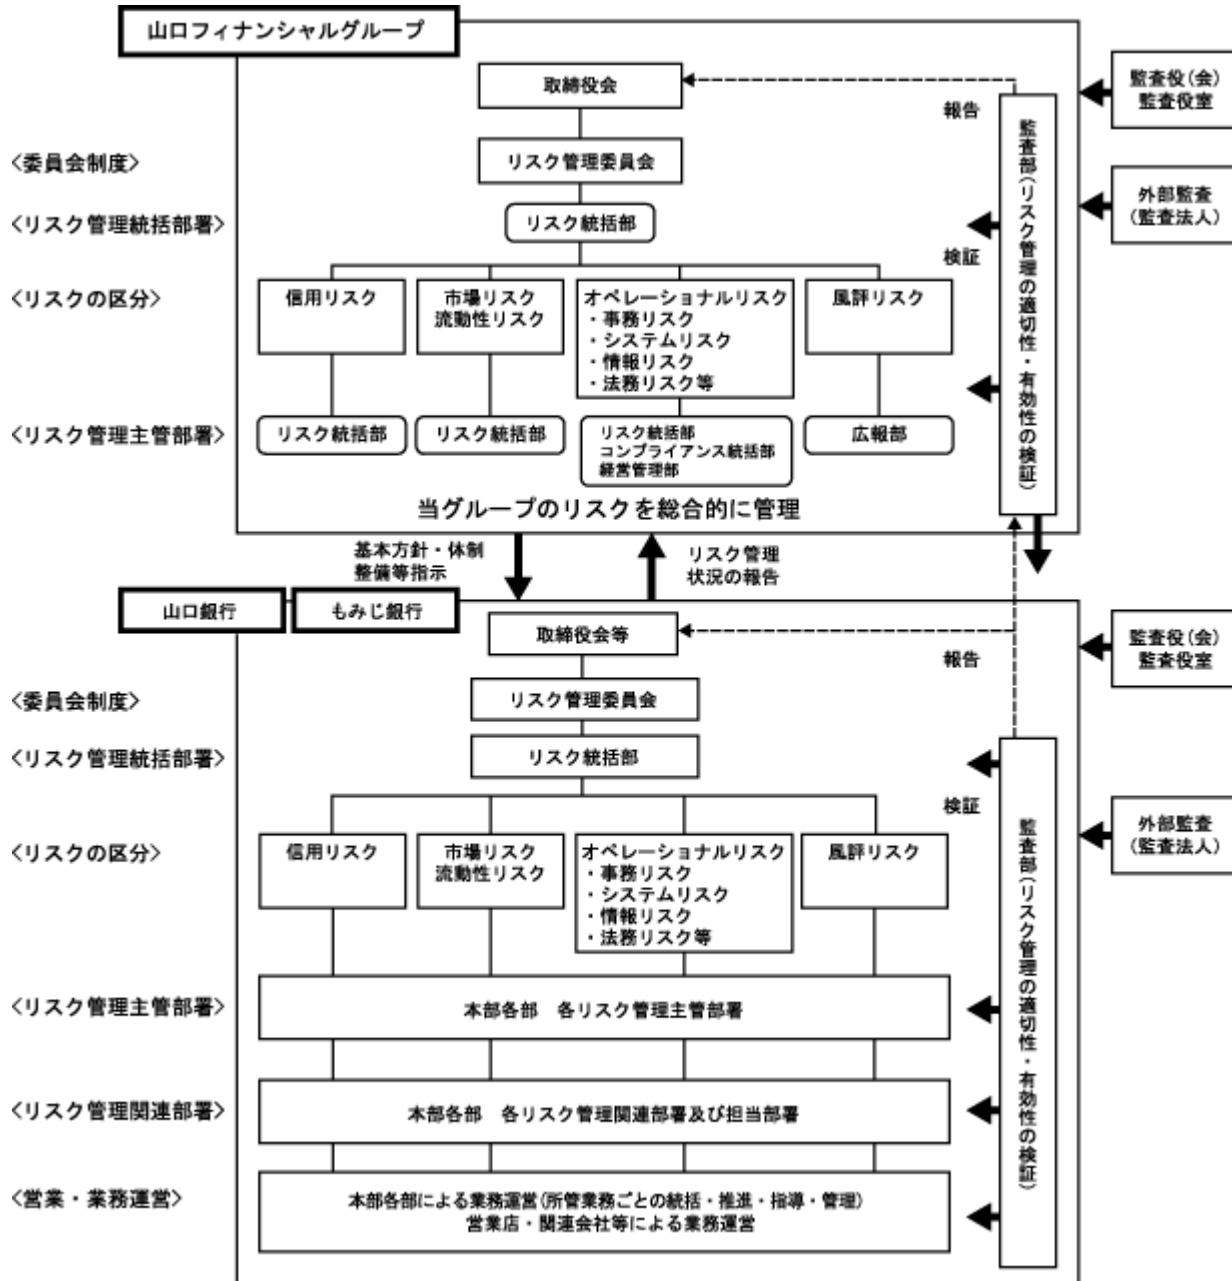 山口フィナンシャルグループ
取締役会
報告
監査役(会)
監査役室
<委員会制度>
リスク管理委員会
<リスク管理統括部署>
リスク統括部
外部監査
(監査法人)
検証
監査部(リスク管理の適切性・有効性の検証)
<リスクの区分>
信用リスク
市場リスク
流動性リスク
オペレーショナルリスク
・事務リスク
・システムリスク
・情報リスク
・法務リスク等
風評リスク
<リスク管理主管部署>
リスク統括部
リスク統括部
リスク統括部
コンプライアンス統括部
経営管理部
広報部
当グループのリスクを総合的に管理
基本方針・体制
整備等指示
リスク管理
状況の報告
山口銀行
もみじ銀行
取締役会等
報告
監査役(会)
監査役室
<委員会制度>
リスク管理委員会
<リスク管理統括部署>
リスク統括部
検証
外部監査
(監査法人)
監査部(リスク管理の適切性・有効性の検証)
<リスクの区分>
信用リスク
市場リスク
流動性リスク
オペレーショナルリスク
・事務リスク
・システムリスク
・情報リスク
・法務リスク等
風評リスク
<リスク管理主管部署>
本部各部　各リスク管理主管部署
<リスク管理関連部署>
本部各部　各リスク管理関連部署及び担当部署
<営業・業務運営>
本部各部による業務運営(所管業務ごとの統括・推進・指導・管理)
営業店・関連会社等による業務運営